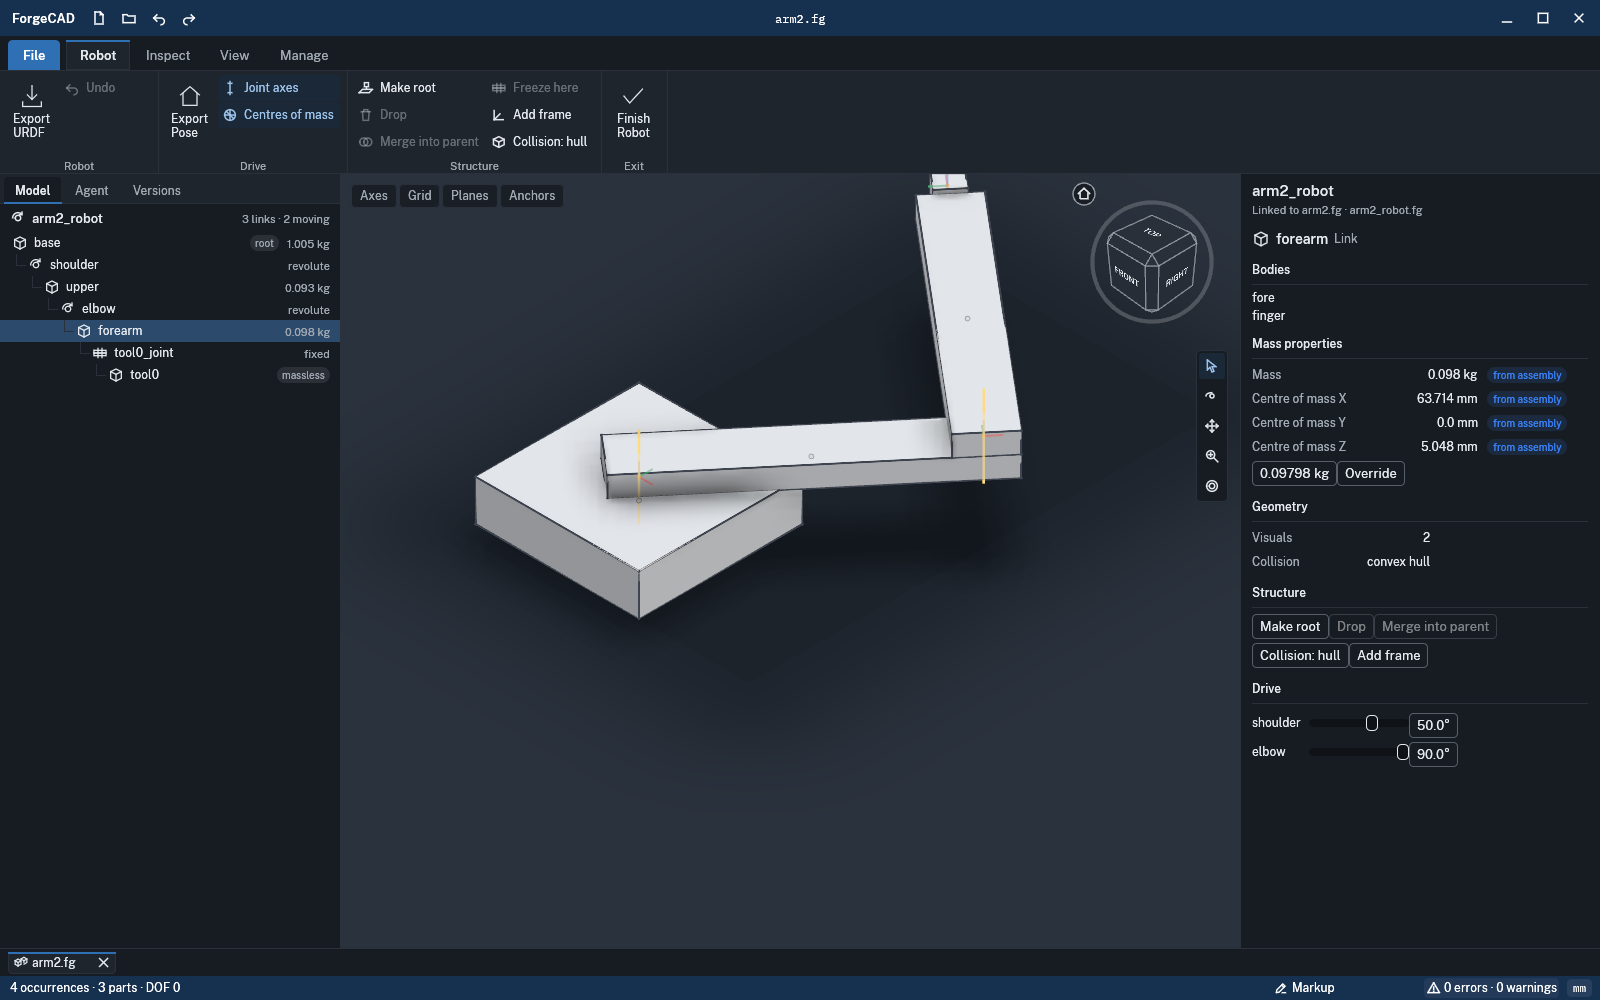 ForgeCAD
arm2.fg
File
Robot
Inspect
View
Manage
Export URDF
Undo
Robot
Export Pose
Joint axes
Centres of mass
Drive
Make root
Drop
Merge into parent
Freeze here
Add frame
Collision: hull
Structure
Finish Robot
Exit
Model
Agent
Versions
arm2_robot
3 links · 2 moving
base
root
1.005 kg
shoulder
revolute
upper
0.093 kg
elbow
revolute
forearm
0.098 kg
tool0_joint
fixed
tool0
massless
Axes
Grid
Planes
Anchors
TOP
FRONT
RIGHT
arm2_robot
Linked to arm2.fg · arm2_robot.fg
forearm Link
Bodies
fore
finger
Mass properties
Mass 0.098 kg from assembly
Centre of mass X 63.714 mm from assembly
Centre of mass Y 0.0 mm from assembly
Centre of mass Z 5.048 mm from assembly
0.09798 kg Override
Geometry
Visuals 2
Collision convex hull
Structure
Make root Drop Merge into parent
Collision: hull Add frame
Drive
shoulder 50.0°
elbow 90.0°
arm2.fg
4 occurrences · 3 parts · DOF 0
Markup
0 errors · 0 warnings
mm